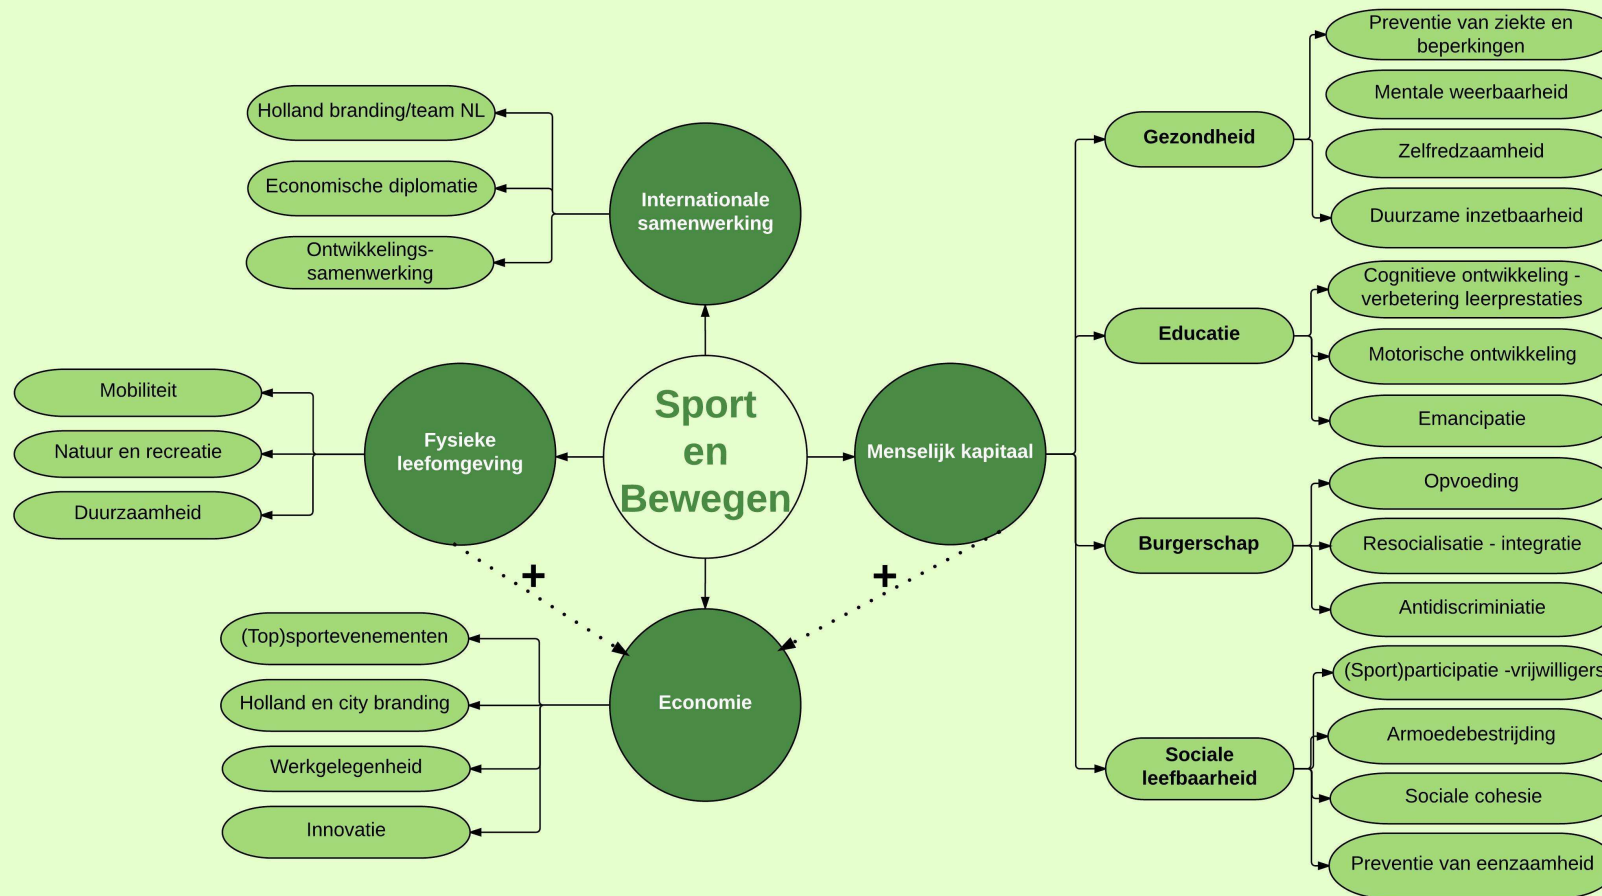 Sport
en
Bewegen
Internationale
samenwerking
Holland branding/team NL
Economische diplomatie
Ontwikkelings-
samenwerking
Fysieke
leefomgeving
Mobiliteit
Natuur en recreatie
Duurzaamheid
Economie
(Top)sportevenementen
Holland en city branding
Werkgelegenheid
Innovatie
+
+
Menselijk kapitaal
Gezondheid
Preventie van ziekte en
beperkingen
Mentale weerbaarheid
Zelfredzaamheid
Duurzame inzetbaarheid
Educatie
Cognitieve ontwikkeling -
verbetering leerprestaties
Motorische ontwikkeling
Emancipatie
Burgerschap
Opvoeding
Resocialisatie - integratie
Antidiscriminiatie
Sociale
leefbaarheid
(Sport)participatie -vrijwilligers
Armoedebestrijding
Sociale cohesie
Preventie van eenzaamheid